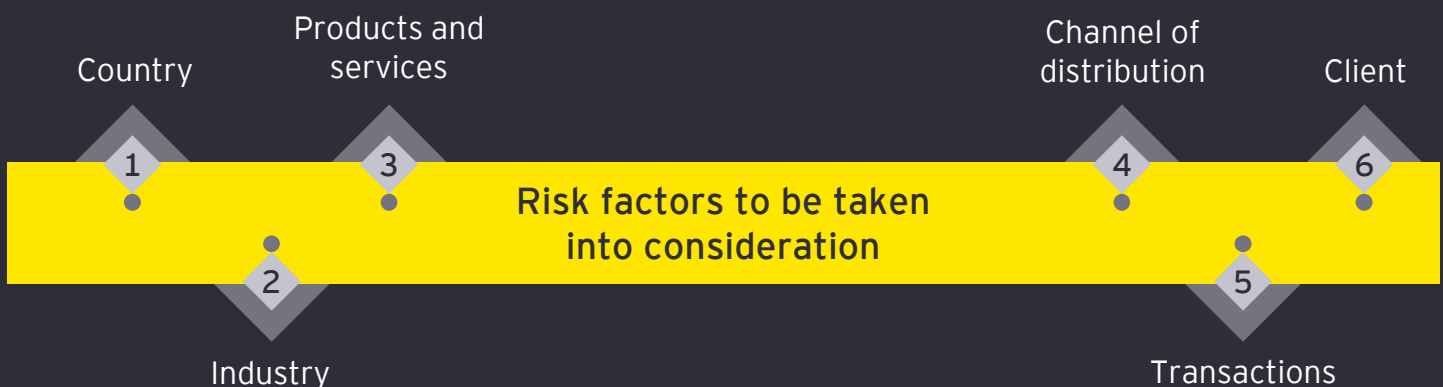 Country
1
Industry
2
Products and
services
3
Risk factors to be taken
into consideration
Channel of
distribution
4
Transactions
5
Client
6